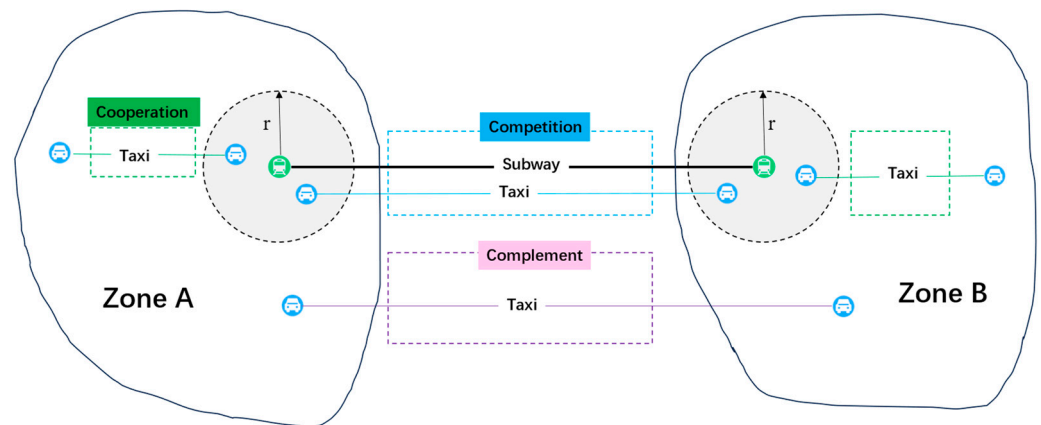 Cooperation
Taxi
r
Competition
Subway
Taxi
r
Taxi
Complement
Taxi
Zone A
Zone B